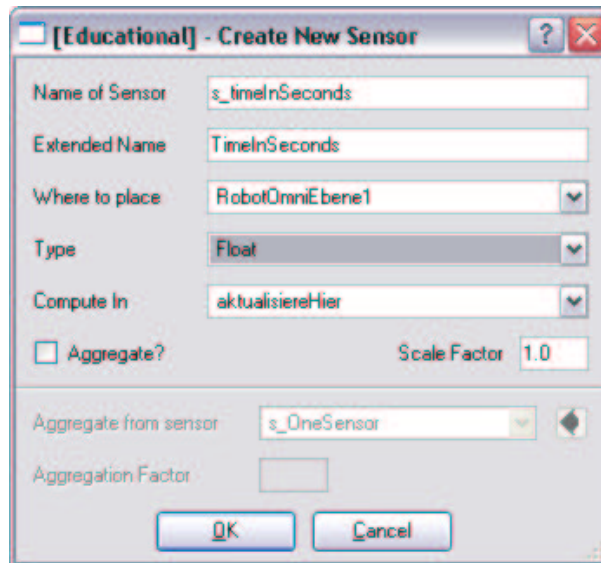 [Educational] - Create New Sensor ?
Name of Sensor s_timeInSeconds
Extended Name TimeInSeconds
Where to place RobotOmniEbene1
Type Float
Compute In aktualisiereHier
Aggregate? Scale Factor 1.0
Aggregate from sensor s_OneSensor
Aggregation Factor
OK Cancel